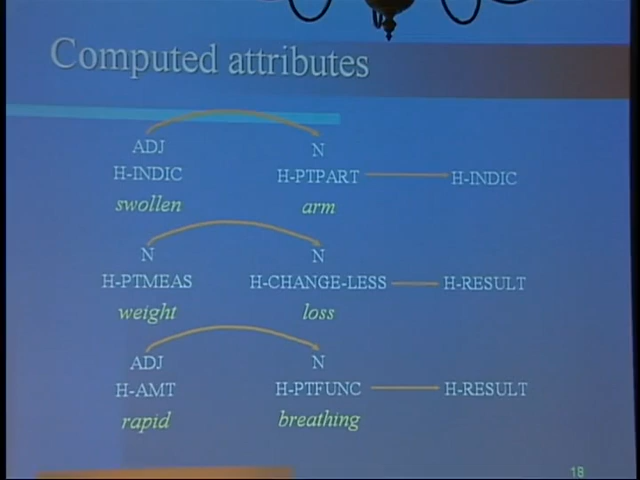 Computed attributes
ADJ N
H-INDIC H-PTPART H-INDIC
swollen arm
N N
H-PTMEAS H-CHANGE-LESS H-RESULT
weight loss
ADJ N
H-AMT H-PTFUNC H-RESULT
rapid breathing
18